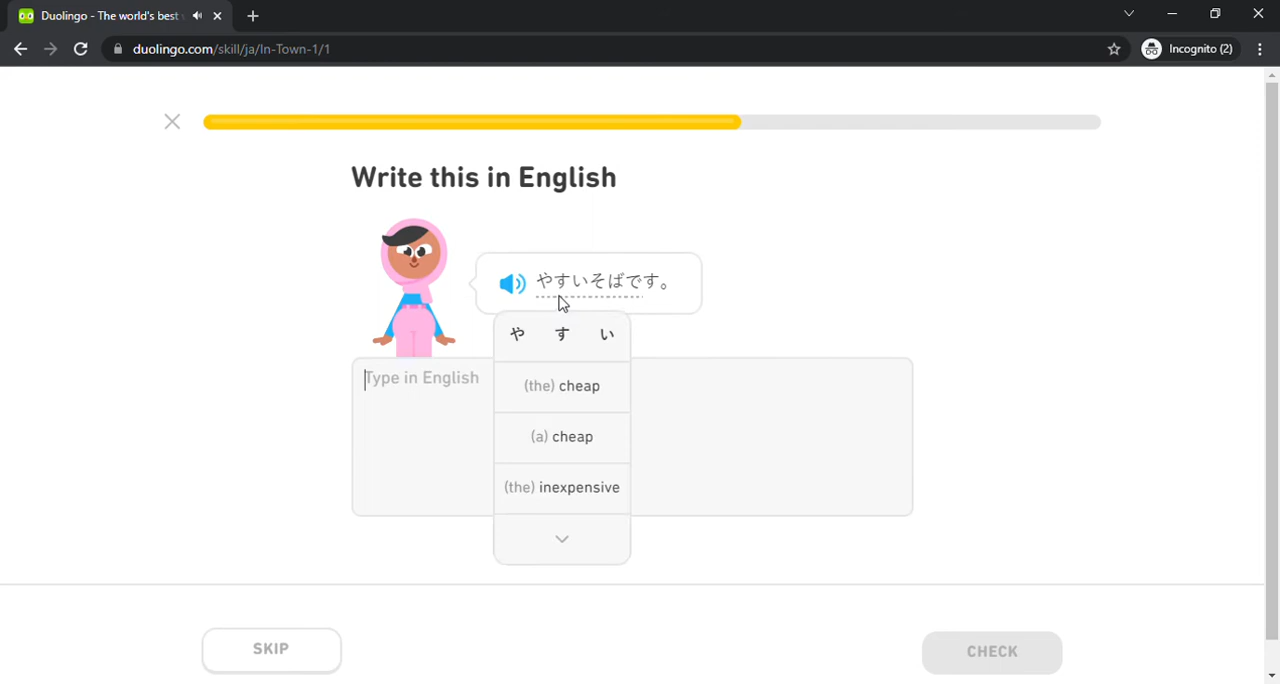 Duolingo - The world's best
duolingo.com/skill/ja/In-Town-1/1
Incognito (2)
Write this in English
やすいそばです。
や す い
Type in English
(the) cheap
(a) cheap
(the) inexpensive
SKIP
CHECK